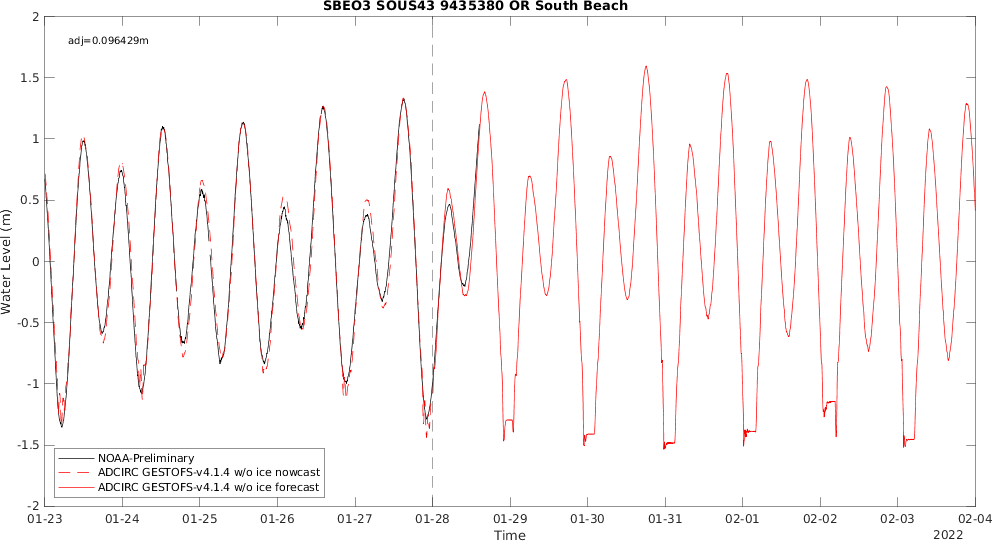 SBEO3 SOUS43 9435380 OR South Beach
adj=0.096429m
2
1.5
1
0.5
0
-0.5
-1
-1.5
-2
Water Level (m)
NOAA-Preliminary
ADCIRC GESTOFS-v4.1.4 w/o ice nowcast
ADCIRC GESTOFS-v4.1.4 w/o ice forecast
01-23 01-24 01-25 01-26 01-27 01-28 01-29 01-30 01-31 02-01 02-02 02-03 02-04
Time
2022